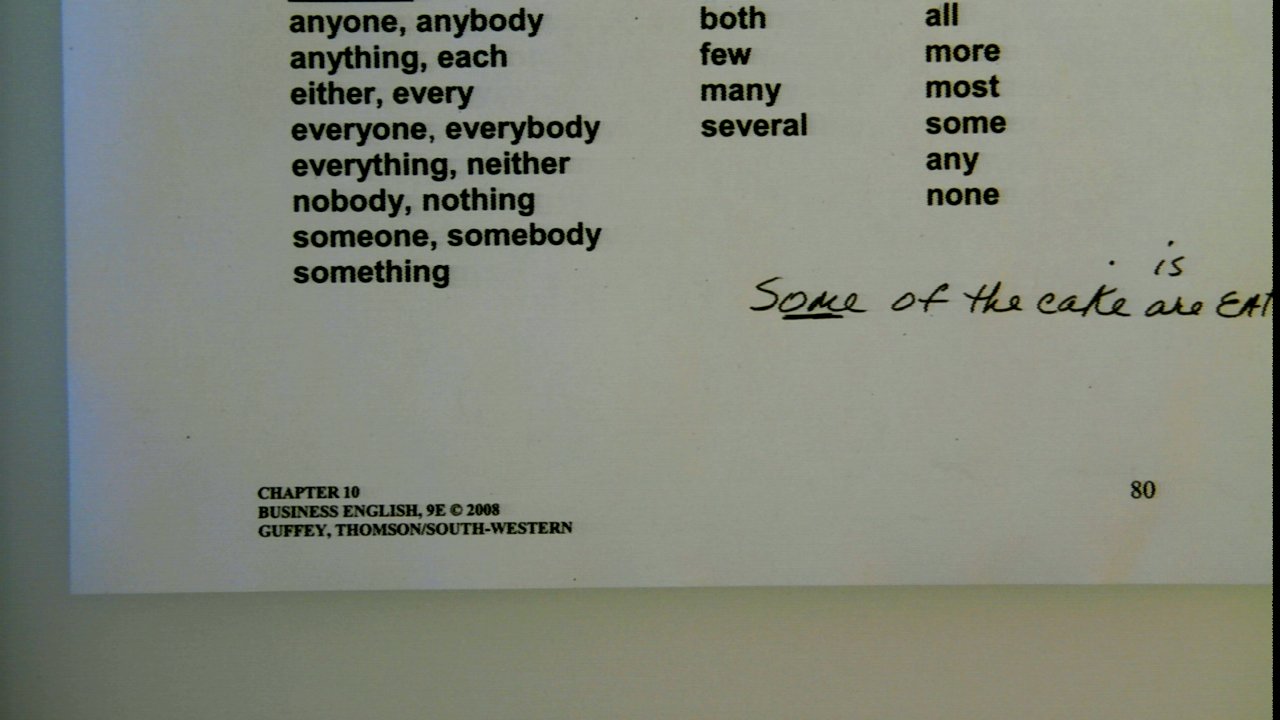 anyone, anybody both all
anything, each few more
either, every many most
everyone, everybody several some
everything, neither any
nobody, nothing none
someone, somebody
something
is
Some of the cake are EAT
CHAPTER 10
BUSINESS ENGLISH, 9E © 2008
GUFFEY, THOMSON/SOUTH-WESTERN
80